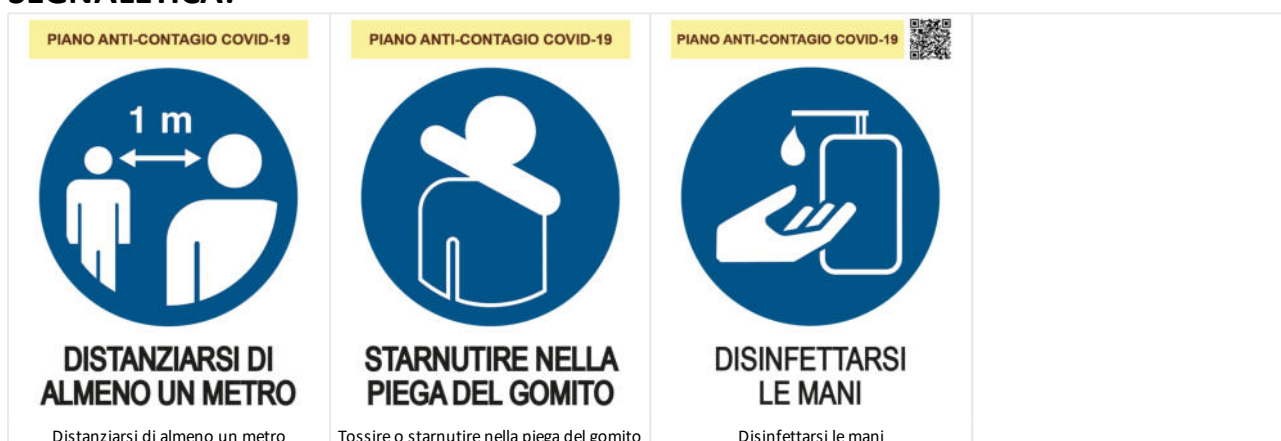 SEGNALETICA:
PIANO ANTI-CONTAGIO COVID-19
1 m
DISTANZIARSI DI
ALMENO UN METRO
Distanziarsi di almeno un metro
PIANO ANTI-CONTAGIO COVID-19
STARNUTIRE NELLA
PIEGA DEL GOMITO
Tossire o starnutire nella piega del gomito
PIANO ANTI-CONTAGIO COVID-19
DISINFETTARSI
LE MANI
Disinfettarsi le mani